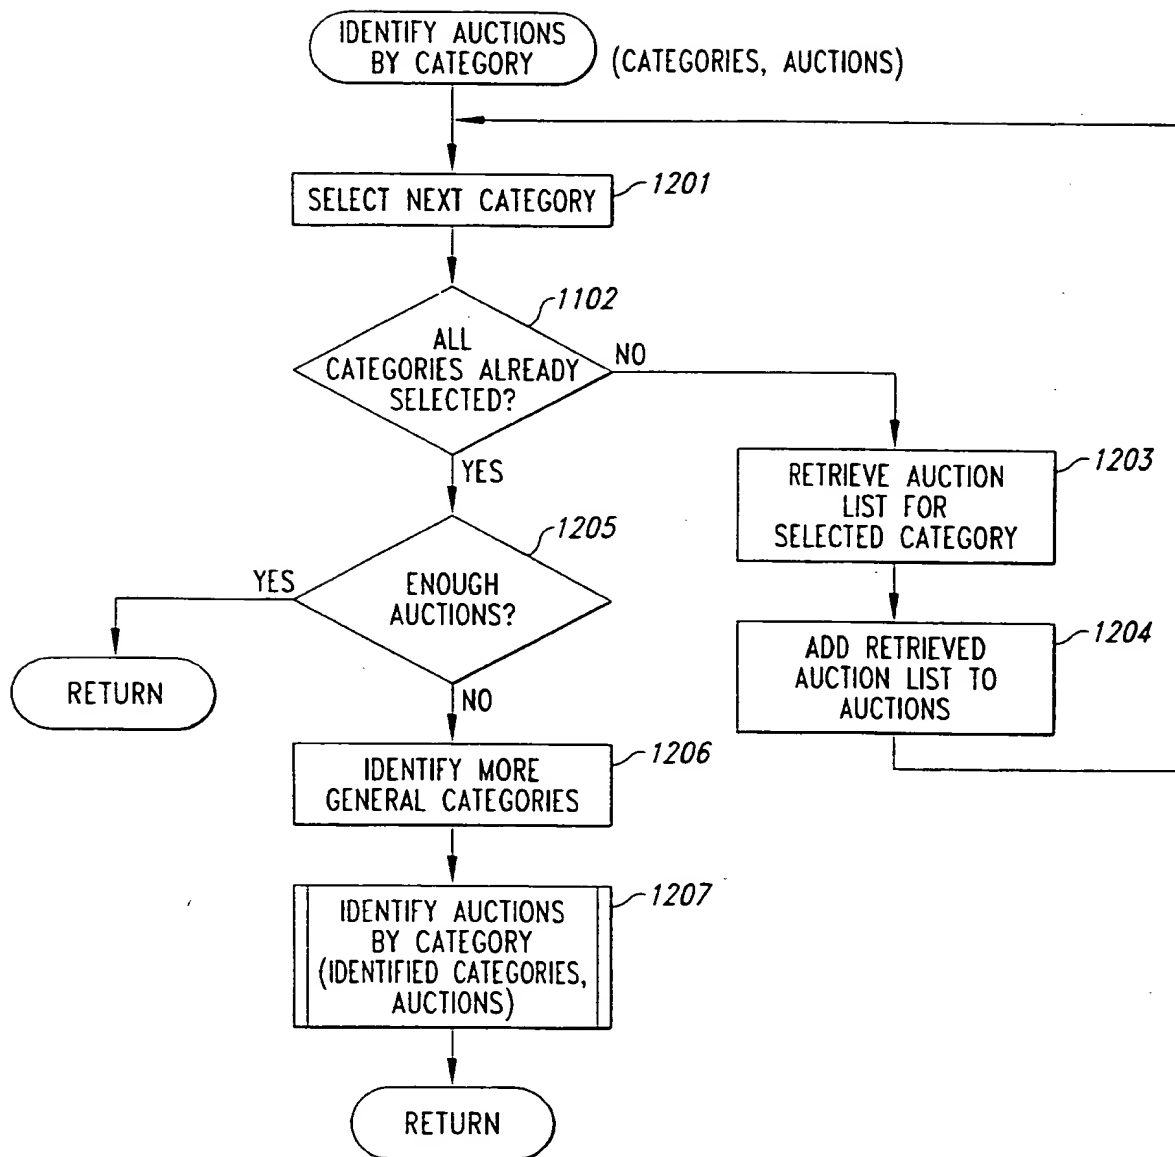 IDENTIFY AUCTIONS
BY CATEGORY
(CATEGORIES, AUCTIONS)
1201
SELECT NEXT CATEGORY
1102
ALL
CATEGORIES ALREADY
SELECTED?
NO
YES
1203
RETRIEVE AUCTION
LIST FOR
SELECTED CATEGORY
1205
ENOUGH
AUCTIONS?
YES
RETURN
NO
1204
ADD RETRIEVED
AUCTION LIST TO
AUCTIONS
1206
IDENTIFY MORE
GENERAL CATEGORIES
1207
IDENTIFY AUCTIONS
BY CATEGORY
(IDENTIFIED CATEGORIES,
AUCTIONS)
RETURN